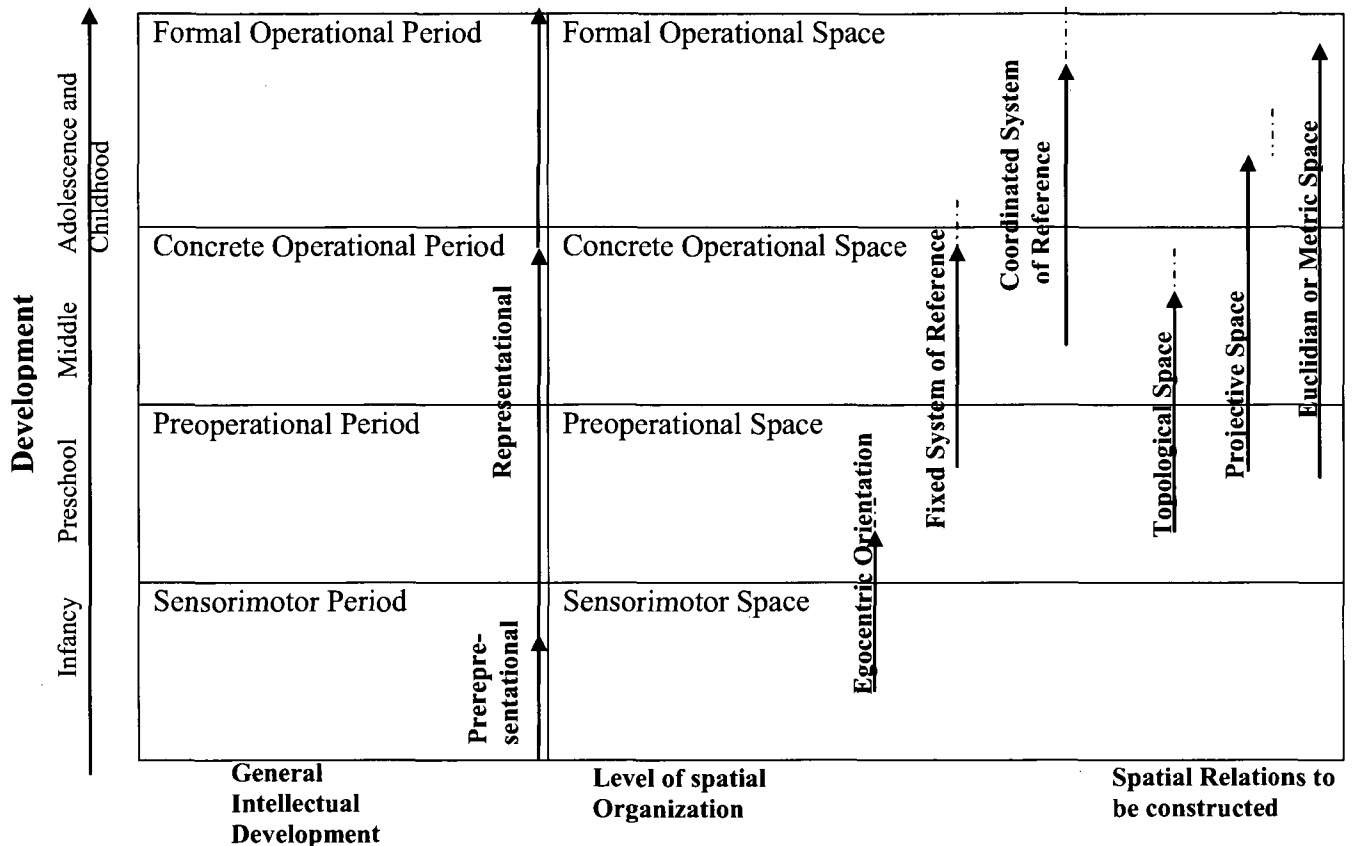 Formal Operational Period
Formal Operational Space
Concrete Operational Period
Concrete Operational Space
Preoperational Period
Preoperational Space
Sensorimotor Period
Sensorimotor Space
Development
Infancy
Preschool
Middle
Adolescence and
Childhood
Prerepre-
sentational
Representational
Egocentric Orientation
Fixed System of Reference
Coordinated System
of Reference
Topological Space
Projective Space
Euclidian or Metric Space
General
Intellectual
Development
Level of spatial
Organization
Spatial Relations to
be constructed